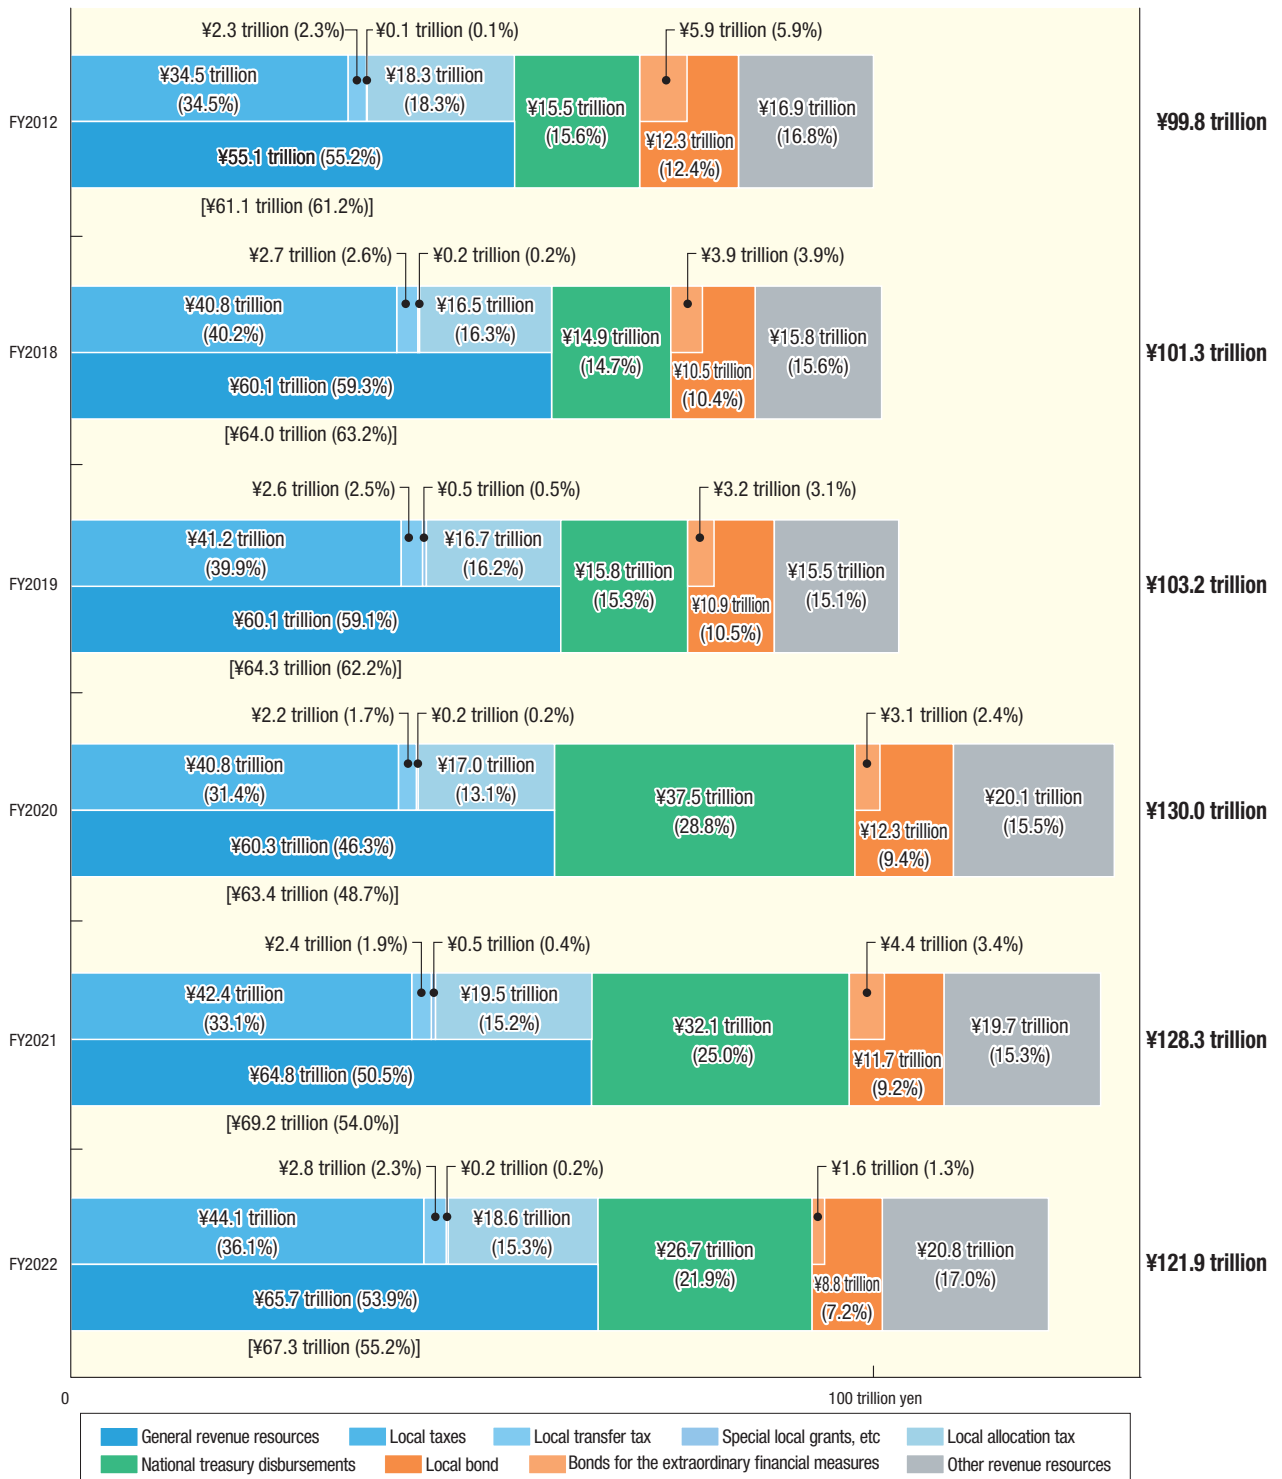 ¥2.3 trillion (2.3%) ¥0.1 trillion (0.1%) ¥5.9 trillion (5.9%)
¥34.5 trillion
(34.5%)
¥18.3 trillion
(18.3%)
FY2012
¥15.5 trillion
(15.6%)
¥16.9 trillion
(16.8%)
¥99.8 trillion
¥55.1 trillion (55.2%)
¥12.3 trillion
(12.4%)
[¥61.1 trillion (61.2%)]
¥2.7 trillion (2.6%) ¥0.2 trillion (0.2%) ¥3.9 trillion (3.9%)
¥40.8 trillion
(40.2%)
¥16.5 trillion
(16.3%)
FY2018
¥14.9 trillion
(14.7%)
¥15.8 trillion
(15.6%)
¥101.3 trillion
¥60.1 trillion (59.3%)
¥10.5 trillion
(10.4%)
[¥64.0 trillion (63.2%)]
¥2.6 trillion (2.5%) ¥0.5 trillion (0.5%) ¥3.2 trillion (3.1%)
¥41.2 trillion
(39.9%)
¥16.7 trillion
(16.2%)
FY2019
¥15.8 trillion
(15.3%)
¥15.5 trillion
(15.1%)
¥103.2 trillion
¥60.1 trillion (59.1%)
¥10.9 trillion
(10.5%)
[¥64.3 trillion (62.2%)]
¥2.2 trillion (1.7%) ¥0.2 trillion (0.2%) ¥3.1 trillion (2.4%)
¥40.8 trillion
(31.4%)
¥17.0 trillion
(13.1%)
FY2020
¥37.5 trillion
(28.8%)
¥20.1 trillion
(15.5%)
¥130.0 trillion
¥60.3 trillion (46.3%)
¥12.3 trillion
(9.4%)
[¥63.4 trillion (48.7%)]
¥2.4 trillion (1.9%) ¥0.5 trillion (0.4%) ¥4.4 trillion (3.4%)
¥42.4 trillion
(33.1%)
¥19.5 trillion
(15.2%)
FY2021
¥32.1 trillion
(25.0%)
¥19.7 trillion
(15.3%)
¥128.3 trillion
¥64.8 trillion (50.5%)
¥11.7 trillion
(9.2%)
[¥69.2 trillion (54.0%)]
¥2.8 trillion (2.3%) ¥0.2 trillion (0.2%) ¥1.6 trillion (1.3%)
¥44.1 trillion
(36.1%)
¥18.6 trillion
(15.3%)
FY2022
¥26.7 trillion
(21.9%)
¥20.8 trillion
(17.0%)
¥121.9 trillion
¥65.7 trillion (53.9%)
¥8.8 trillion
(7.2%)
[¥67.3 trillion (55.2%)]
0 100 trillion yen
General revenue resources Local taxes Local transfer tax Special local grants, etc Local allocation tax
National treasury disbursements Local bond Bonds for the extraordinary financial measures Other revenue resources